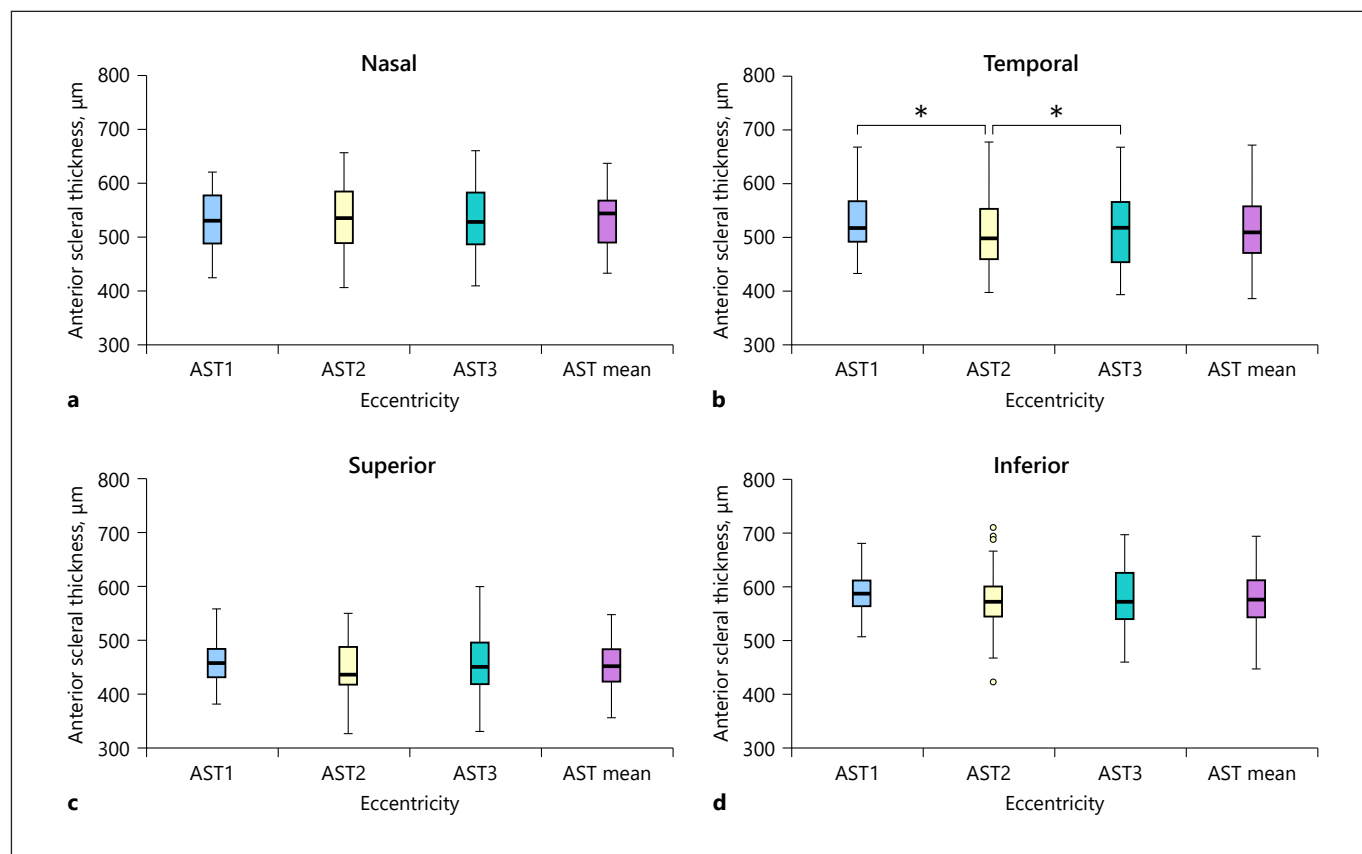 Nasal
800
700
600
500
400
300
Anterior scleral thickness, µm
AST1 AST2 AST3 AST mean
Eccentricity
a
Temporal
800
700
600
500
400
300
Anterior scleral thickness, µm
* *
AST1 AST2 AST3 AST mean
Eccentricity
b
Superior
800
700
600
500
400
300
Anterior scleral thickness, µm
AST1 AST2 AST3 AST mean
Eccentricity
c
Inferior
800
700
600
500
400
300
Anterior scleral thickness, µm
AST1 AST2 AST3 AST mean
Eccentricity
d